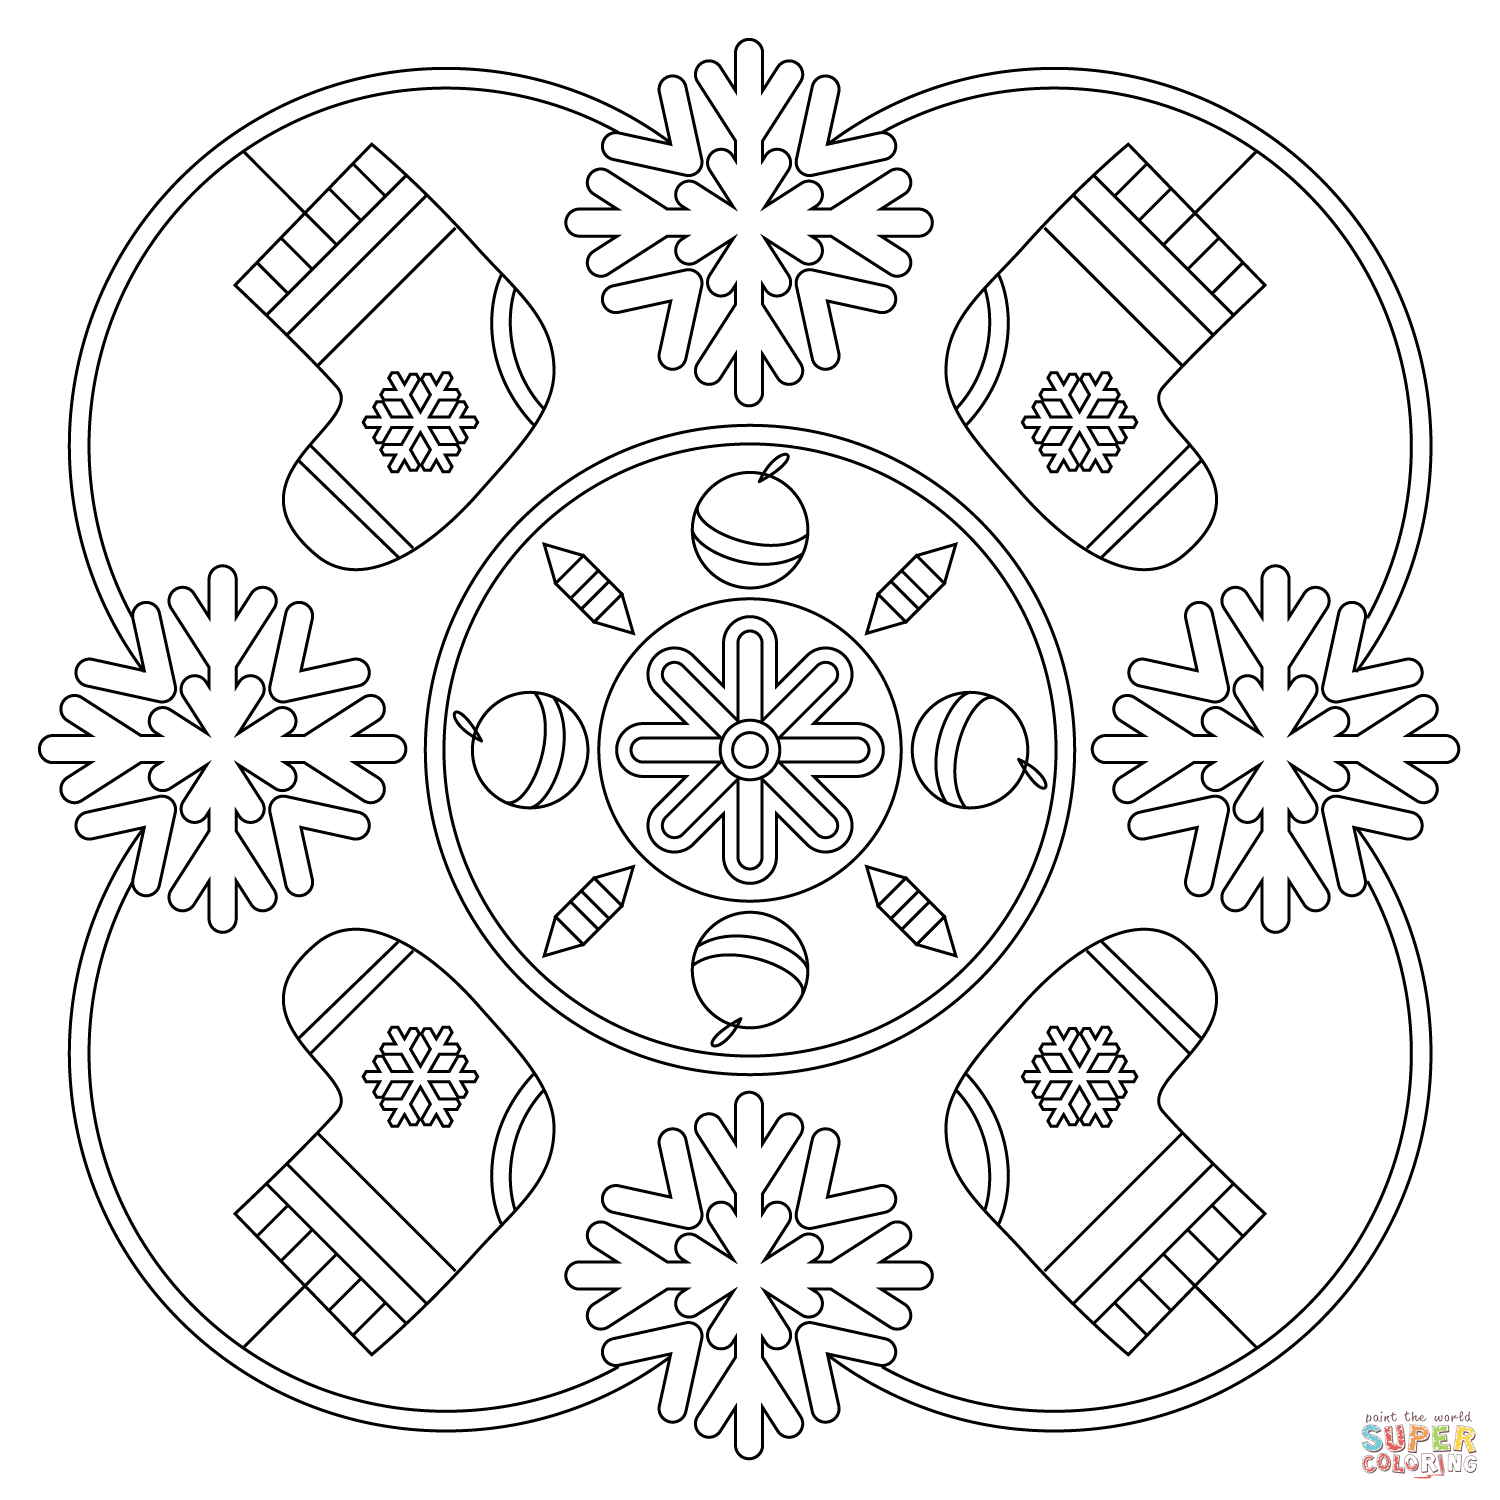 paint the world
SUPER
COLORING